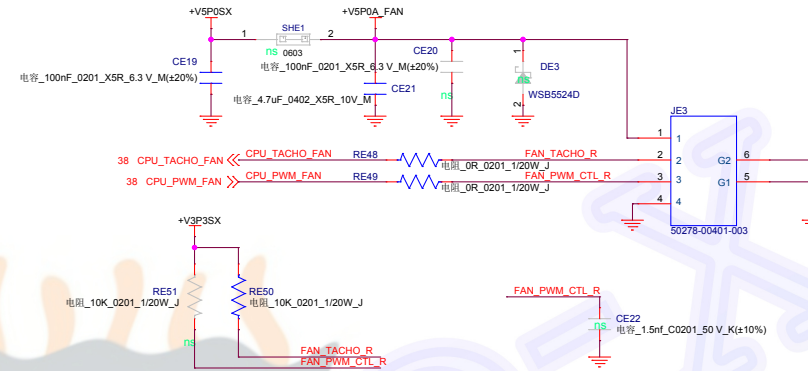 +V5P0SX
+V5P0A_FAN
SHE1
1
2
ns
0603
CE19
电容_100nF_0201_X5R_6.3 V_M(±20%)
CE20
电容_100nF_0201_X5R_6.3 V_M(±20%)
ns
CE21
电容_4.7uF_0402_X5R_10V_M
1
DE3
ns
WSB5524D
2
JE3
1
1
38 CPU_TACHO_FAN
CPU_TACHO_FAN
RE48
电阻_0R_0201_1/20W_J
FAN_TACHO_R
2
2
G2
6
38 CPU_PWM_FAN
CPU_PWM_FAN
RE49
电阻_0R_0201_1/20W_J
FAN_PWM_CTL_R
3
3
G1
5
4
4
50278-00401-003
+V3P3SX
RE51
电阻_10K_0201_1/20W_J
ns
RE50
电阻_10K_0201_1/20W_J
FAN_TACHO_R
FAN_PWM_CTL_R
FAN_PWM_CTL_R
CE22
ns
电容_1.5nf_C0201_50 V_K(±10%)